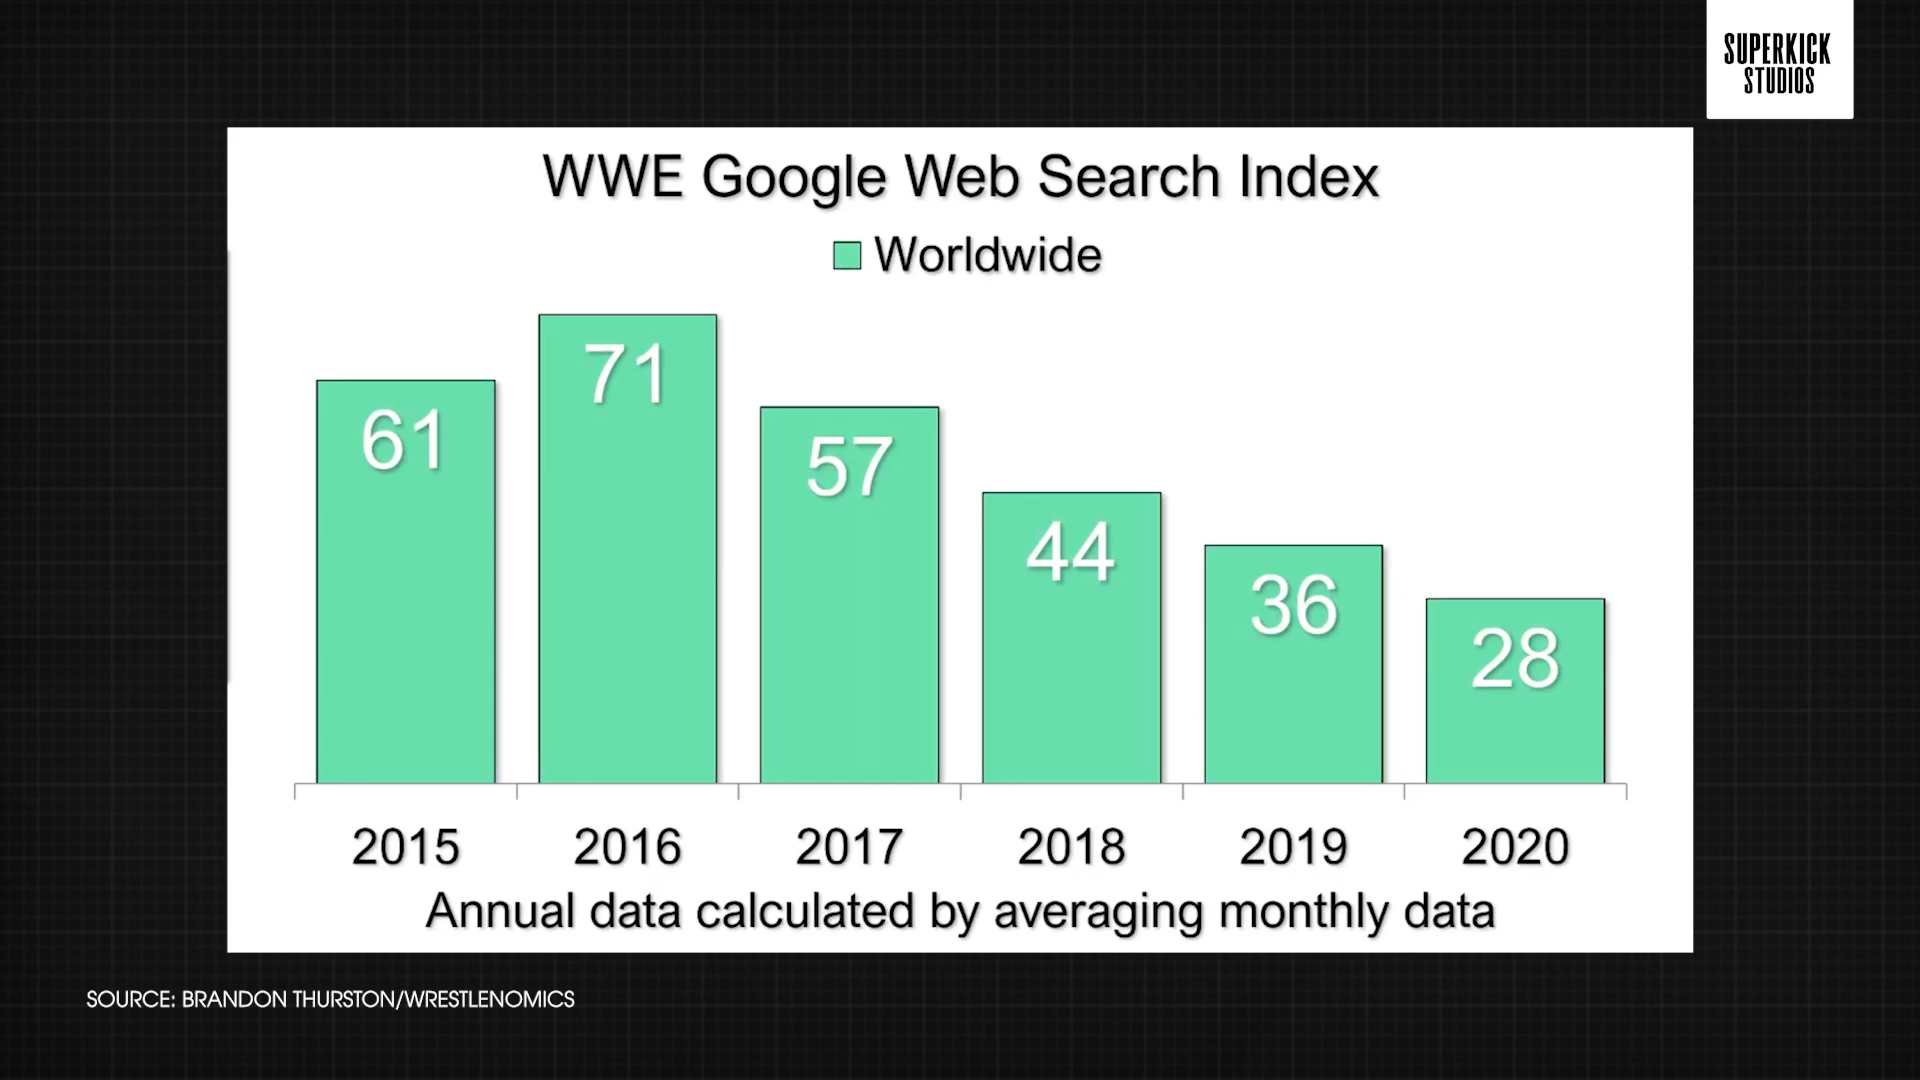 SUPERKICK
STUDIOS
WWE Google Web Search Index
Worldwide
61
71
57
44
36
28
2015 2016 2017 2018 2019 2020
Annual data calculated by averaging monthly data
SOURCE: BRANDON THURSTON/WRESTLENOMICS